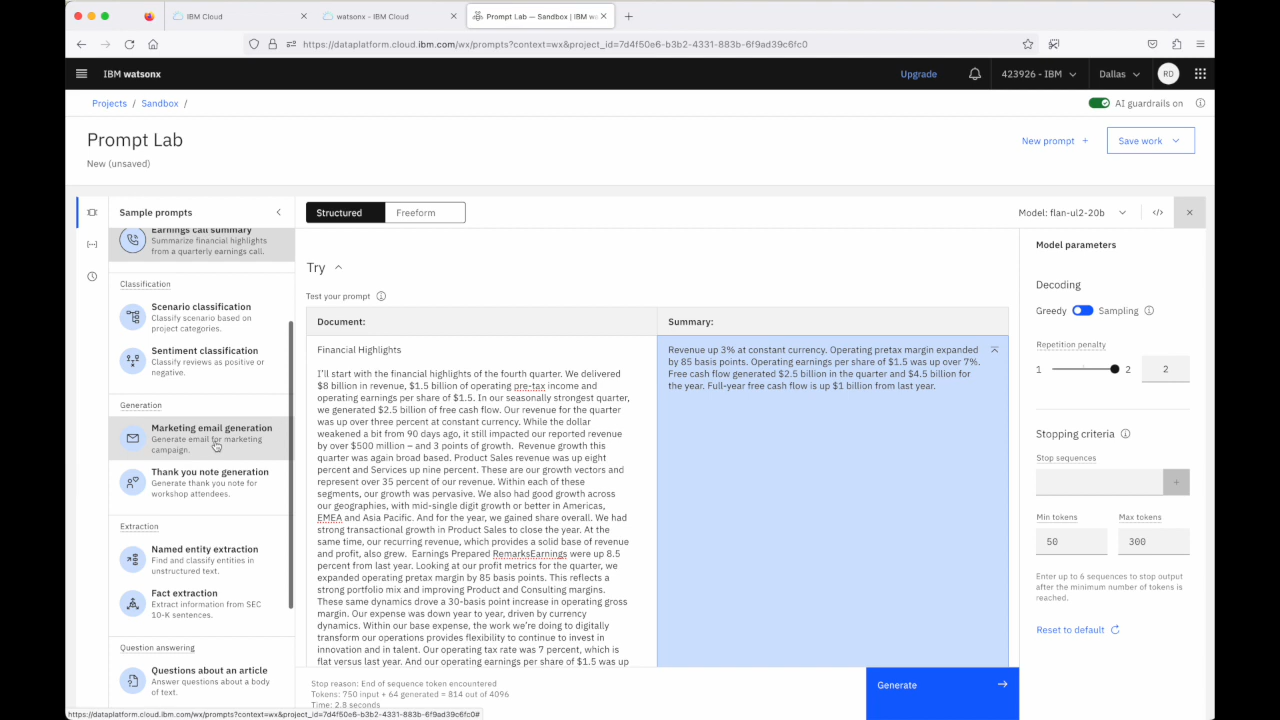 IBM Cloud
watsonx - IBM Cloud
Prompt Lab — Sandbox | IBM wa
https://dataplatform.cloud.ibm.com/wx/prompts?context=wx&project_id=7d4f50e6-b3b2-4331-883b-6f9ad39c6fc0
IBM watsonx
Upgrade
423926 - IBM
Dallas
RD
Projects / Sandbox /
AI guardrails on
Prompt Lab
New (unsaved)
New prompt +
Save work
Sample prompts
Structured
Freeform
Model: flan-ul2-20b
</>
Earnings call summary
Summarize financial highlights
from a quarterly earnings call.
Classification
Scenario classification
Classify scenario based on
project categories.
Sentiment classification
Classify reviews as positive or
negative.
Generation
Marketing email generation
Generate email for marketing
campaign.
Thank you note generation
Generate thank you note for
workshop attendees.
Extraction
Named entity extraction
Find and classify entities in
unstructured text.
Fact extraction
Extract information from SEC
10-K sentences.
Question answering
Questions about an article
Answer questions about a body
of text.
Try
Test your prompt
Document:
Financial Highlights
I'll start with the financial highlights of the fourth quarter. We delivered
$8 billion in revenue, $1.5 billion of operating pre-tax income and
operating earnings per share of $1.5. In our seasonally strongest quarter,
we generated $2.5 billion of free cash flow. Our revenue for the quarter
was up over three percent at constant currency. While the dollar
weakened a bit from 90 days ago, it still impacted our reported revenue
by over $500 million – and 3 points of growth.  Revenue growth this
quarter was again broad based. Product Sales revenue was up eight
percent and Services up nine percent. These are our growth vectors and
represent over 35 percent of our revenue. Within each of these
segments, our growth was pervasive. We also had good growth across
our geographies, with mid-single digit growth or better in Americas,
EMEA and Asia Pacific. And for the year, we gained share overall. We had
strong transactional growth in Product Sales to close the year. At the
same time, our recurring revenue, which provides a solid base of revenue
and profit, also grew.  Earnings Prepared RemarksEarnings were up 8.5
percent from last year. Looking at our profit metrics for the quarter, we
expanded operating pretax margin by 85 basis points. This reflects a
strong portfolio mix and improving Product and Consulting margins.
These same dynamics drove a 30-basis point increase in operating gross
margin. Our expense was down year to year, driven by currency
dynamics. Within our base expense, the work we're doing to digitally
transform our operations provides flexibility to continue to invest in
innovation and in talent. Our operating tax rate was 7 percent, which is
flat versus last year. And our operating earnings per share of $1.5 was up
Summary:
Revenue up 3% at constant currency. Operating pretax margin expanded
by 85 basis points. Operating earnings per share of $1.5 was up over 7%.
Free cash flow generated $2.5 billion in the quarter and $4.5 billion for
the year. Full-year free cash flow is up $1 billion from last year.
Stop reason: End of sequence token encountered
Tokens: 750 input + 64 generated = 814 out of 4096
Time: 2.8 seconds
Generate
Model parameters
Decoding
Greedy
Sampling
Repetition penalty
1
2
2
Stopping criteria
Stop sequences
+
Min tokens
Max tokens
50
300
Enter up to 6 sequences to stop output
after the minimum number of tokens is
reached.
Reset to default
https://dataplatform.cloud.ibm.com/wx/prompts?context=wx&project_id=7d4f50e6-b3b2-4331-883b-6f9ad39c6fc0#